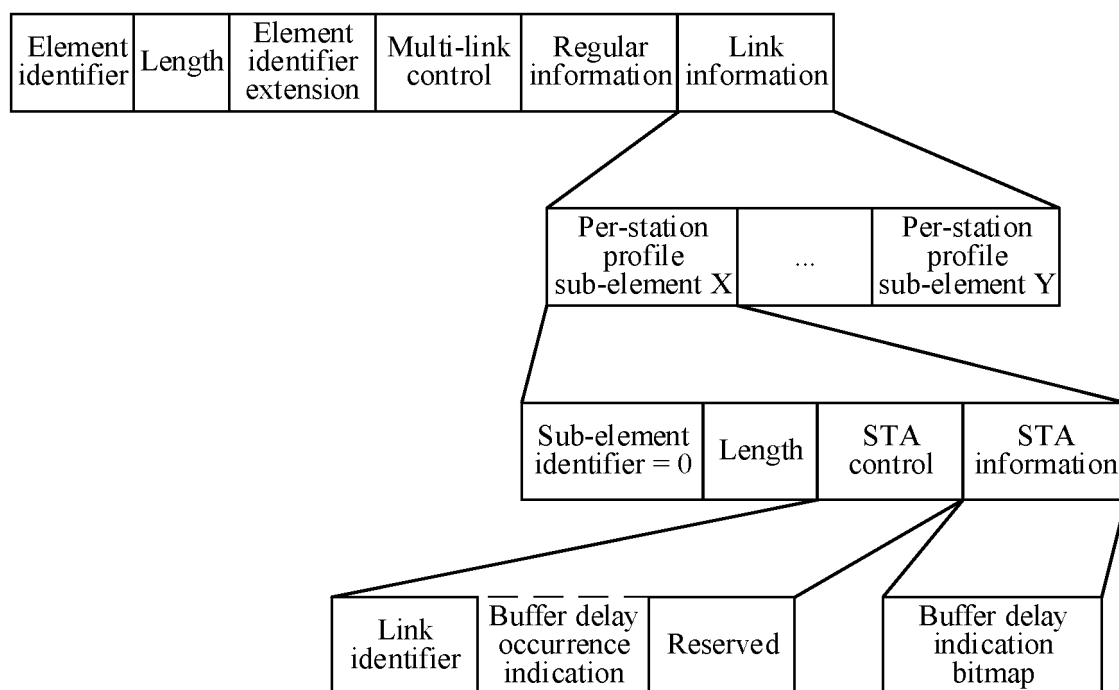 Element
identifier
Length
Element
identifier
extension
Multi-link
control
Regular
information
Link
information
Per-station
profile
sub-element X
...
Per-station
profile
sub-element Y
Sub-element
identifier = 0
Length
STA
control
STA
information
Link
identifier
Buffer delay
occurrence
indication
Reserved
Buffer delay
indication
bitmap